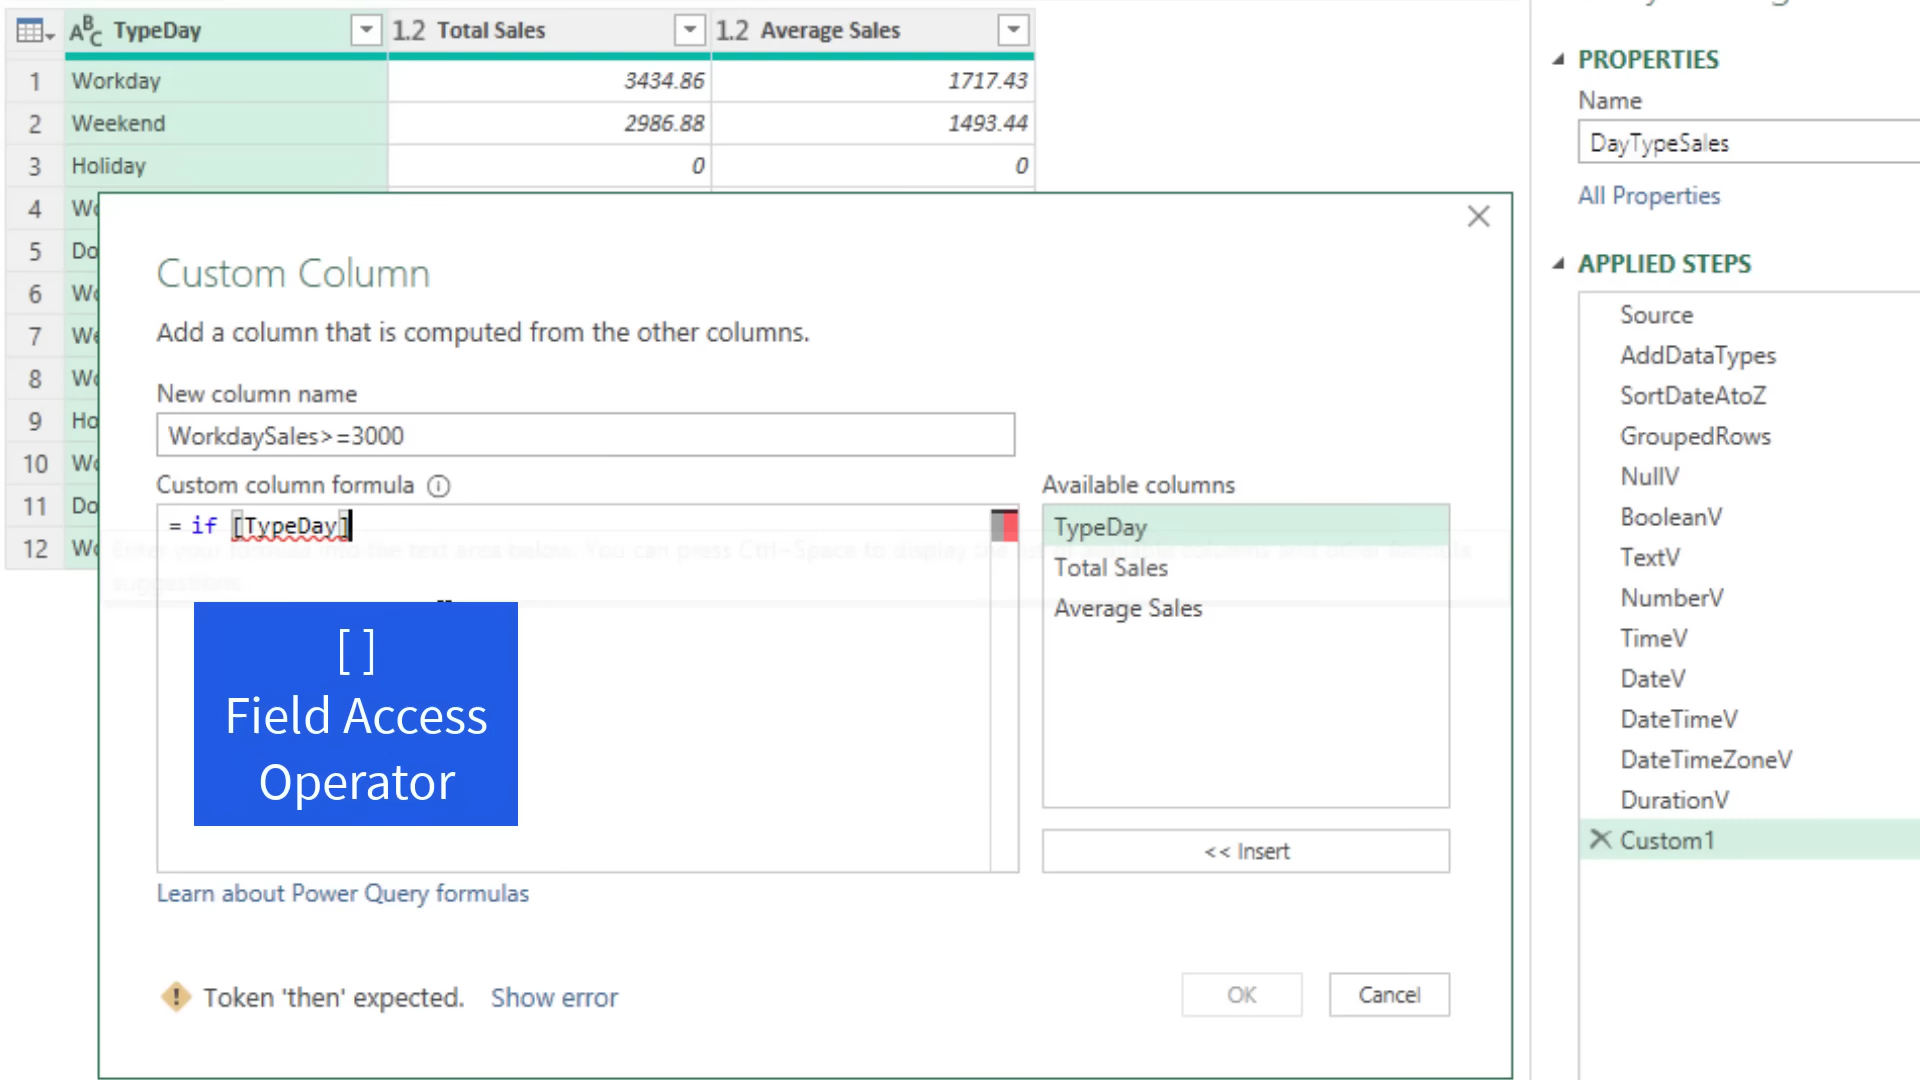 TypeDay 1.2 Total Sales 1.2 Average Sales
1 Workday 3434.86 1717.43
2 Weekend 2986.88 1493.44
3 Holiday 0 0
4
5
6
7
8
9
10
11
12
Custom Column
Add a column that is computed from the other columns.
New column name
WorkdaySales>=3000
Custom column formula
= if [TypeDay]
[ ]
Field Access
Operator
Learn about Power Query formulas
Available columns
TypeDay
Total Sales
Average Sales
<< Insert
Token 'then' expected. Show error
OK
Cancel
PROPERTIES
Name
DayTypeSales
All Properties
APPLIED STEPS
Source
AddDataTypes
SortDateAtoZ
GroupedRows
NullV
BooleanV
TextV
NumberV
TimeV
DateV
DateTimeV
DateTimeZoneV
DurationV
Custom1